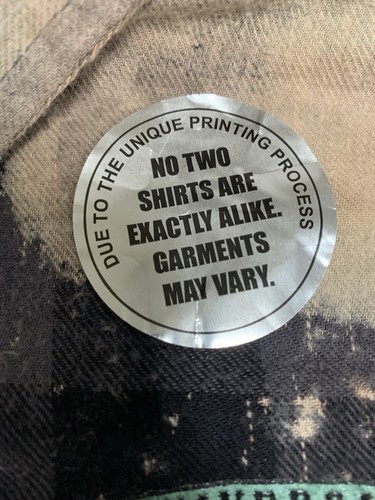 DUE TO THE UNIQUE PRINTING PROCESS
NO TWO
SHIRTS ARE
EXACTLY ALIKE.
GARMENTS
MAY VARY.